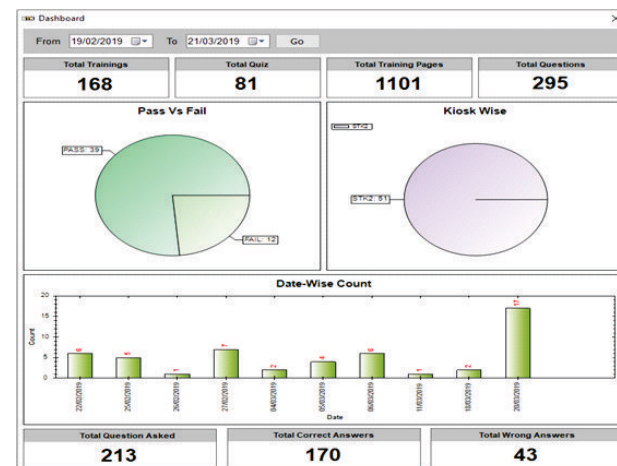 Dashboard
From 19/02/2019 To 21/03/2019 Go
Total Trainings Total Quiz Total Training Pages Total Questions
168 81 1101 295
Pass Vs Fail
PASS: 39
FAIL: 12
Kiosk Wise
STK2
STK2: 51
Date-Wise Count
Count
20
15
10
5
0
6 5 1 7 2 4 6 1 2 17
22/02/2019 25/02/2019 26/02/2019 27/02/2019 04/03/2019 05/03/2019 06/03/2019 11/03/2019 18/03/2019 20/03/2019
Date
Total Question Asked Total Correct Answers Total Wrong Answers
213 170 43